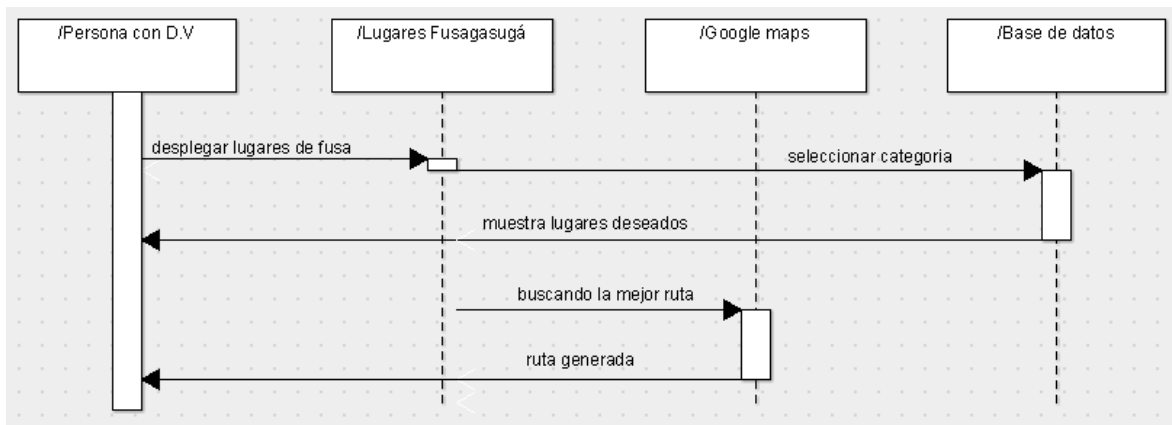 /Persona con D.V
/Lugares Fusagasugá
/Google maps
/Base de datos
desplegar lugares de fusa
seleccionar categoria
muestra lugares deseados
buscando la mejor ruta
ruta generada